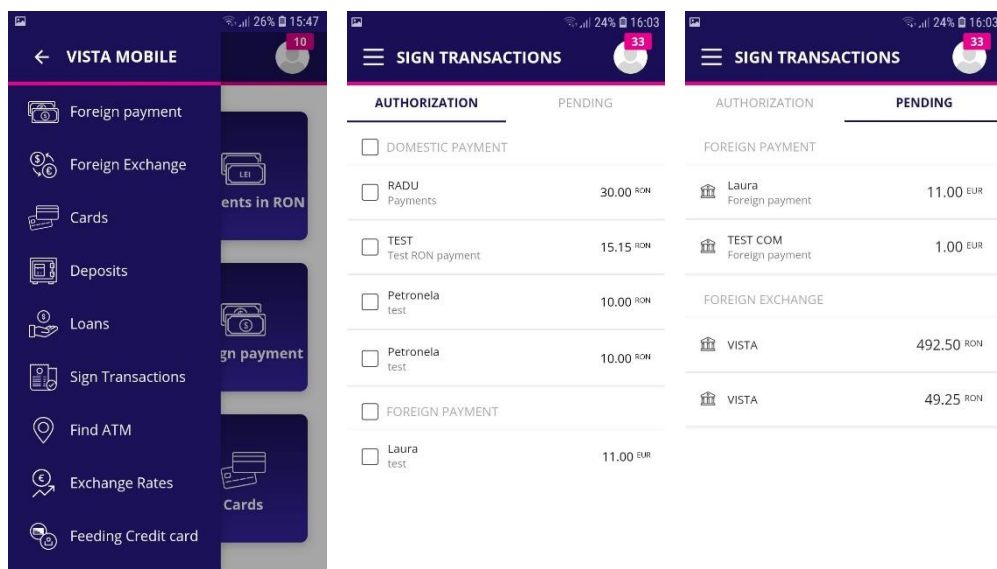 26% 15:47
10
VISTA MOBILE
Foreign payment
Foreign Exchange
LEI
ents in RON
Cards
Deposits
Loans
gn payment
Sign Transactions
Find ATM
Exchange Rates
Cards
Feeding Credit card
24% 16:03
33
SIGN TRANSACTIONS
AUTHORIZATION PENDING
DOMESTIC PAYMENT
RADU
Payments
30.00 RON
TEST
Test RON payment
15.15 RON
Petronela
test
10.00 RON
Petronela
test
10.00 RON
FOREIGN PAYMENT
Laura
test
11.00 EUR
24% 16:03
33
SIGN TRANSACTIONS
AUTHORIZATION PENDING
FOREIGN PAYMENT
Laura
Foreign payment
11.00 EUR
TEST COM
Foreign payment
1.00 EUR
FOREIGN EXCHANGE
VISTA 492.50 RON
VISTA 49.25 RON